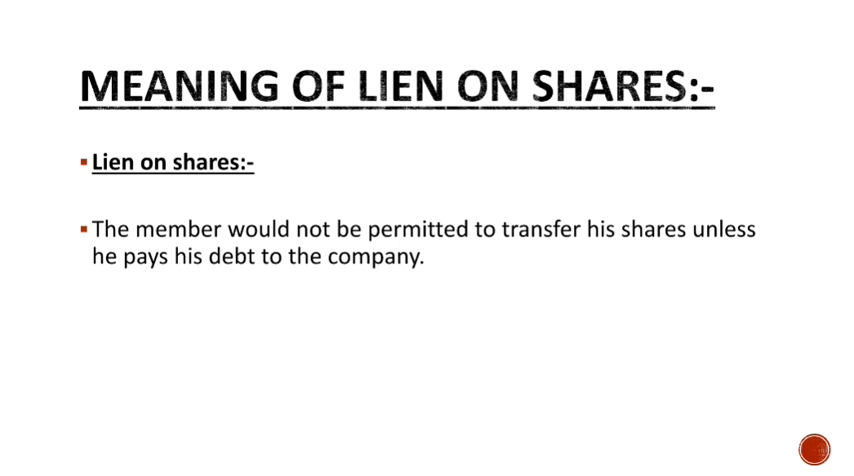 MEANING OF LIEN ON SHARES:-
Lien on shares:-
The member would not be permitted to transfer his shares unless
he pays his debt to the company.